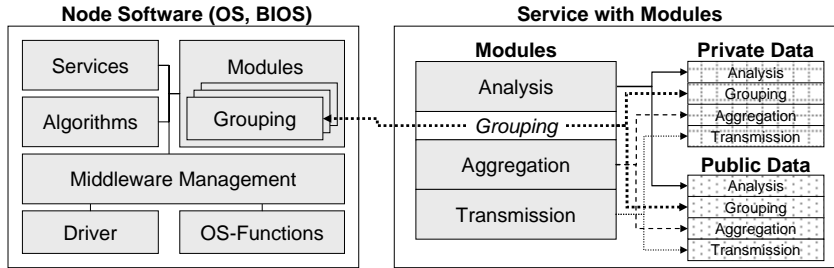 Node Software (OS, BIOS)
Services
Algorithms
Modules
Grouping
Middleware Management
Driver
OS-Functions
Service with Modules
Modules
Analysis
Grouping
Aggregation
Transmission
Private Data
Analysis
Grouping
Aggregation
Transmission
Public Data
Analysis
Grouping
Aggregation
Transmission